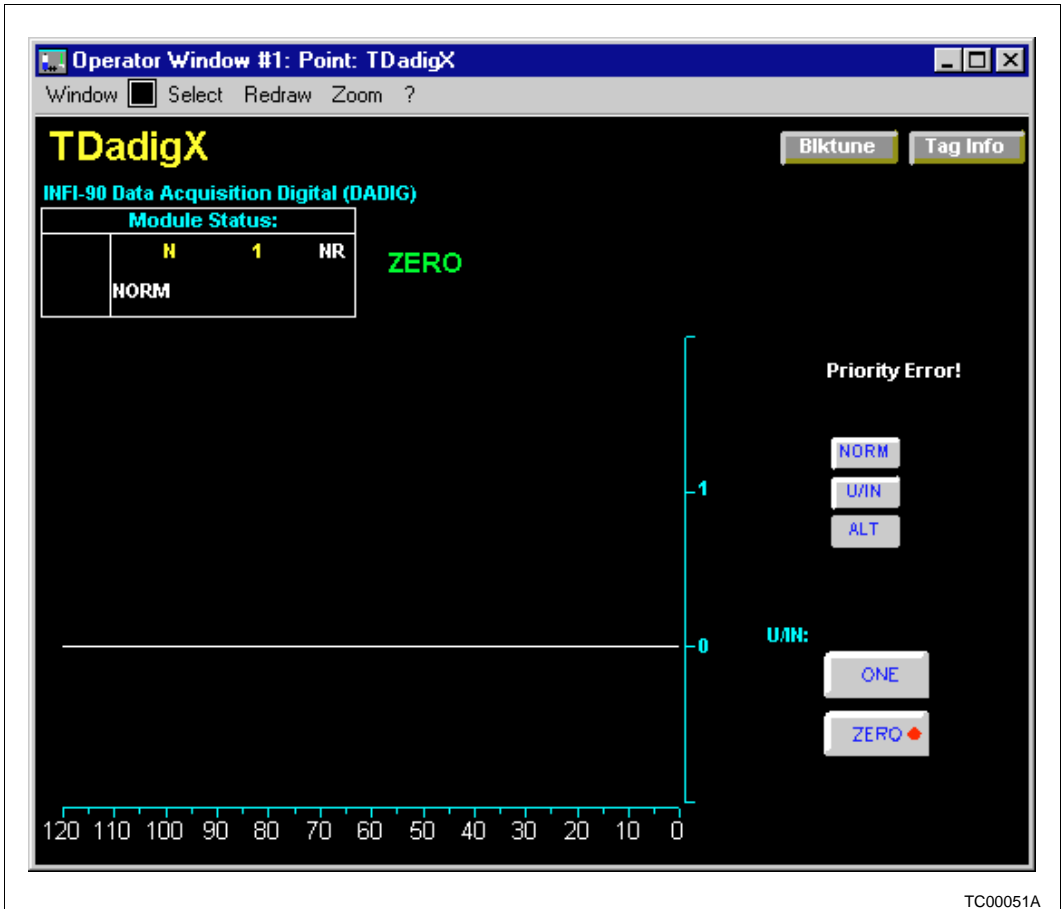 Operator Window #1: Point: TDadigX
Window Select Redraw Zoom ?
TDadigX
Blktune Tag Info
INFI-90 Data Acquisition Digital (DADIG)
Module Status:
N 1 NR
ZERO
NORM
Priority Error!
NORM
1
U/IN
ALT
U/IN:
0
ONE
ZERO
120 110 100 90 80 70 60 50 40 30 20 10 0
TC00051A